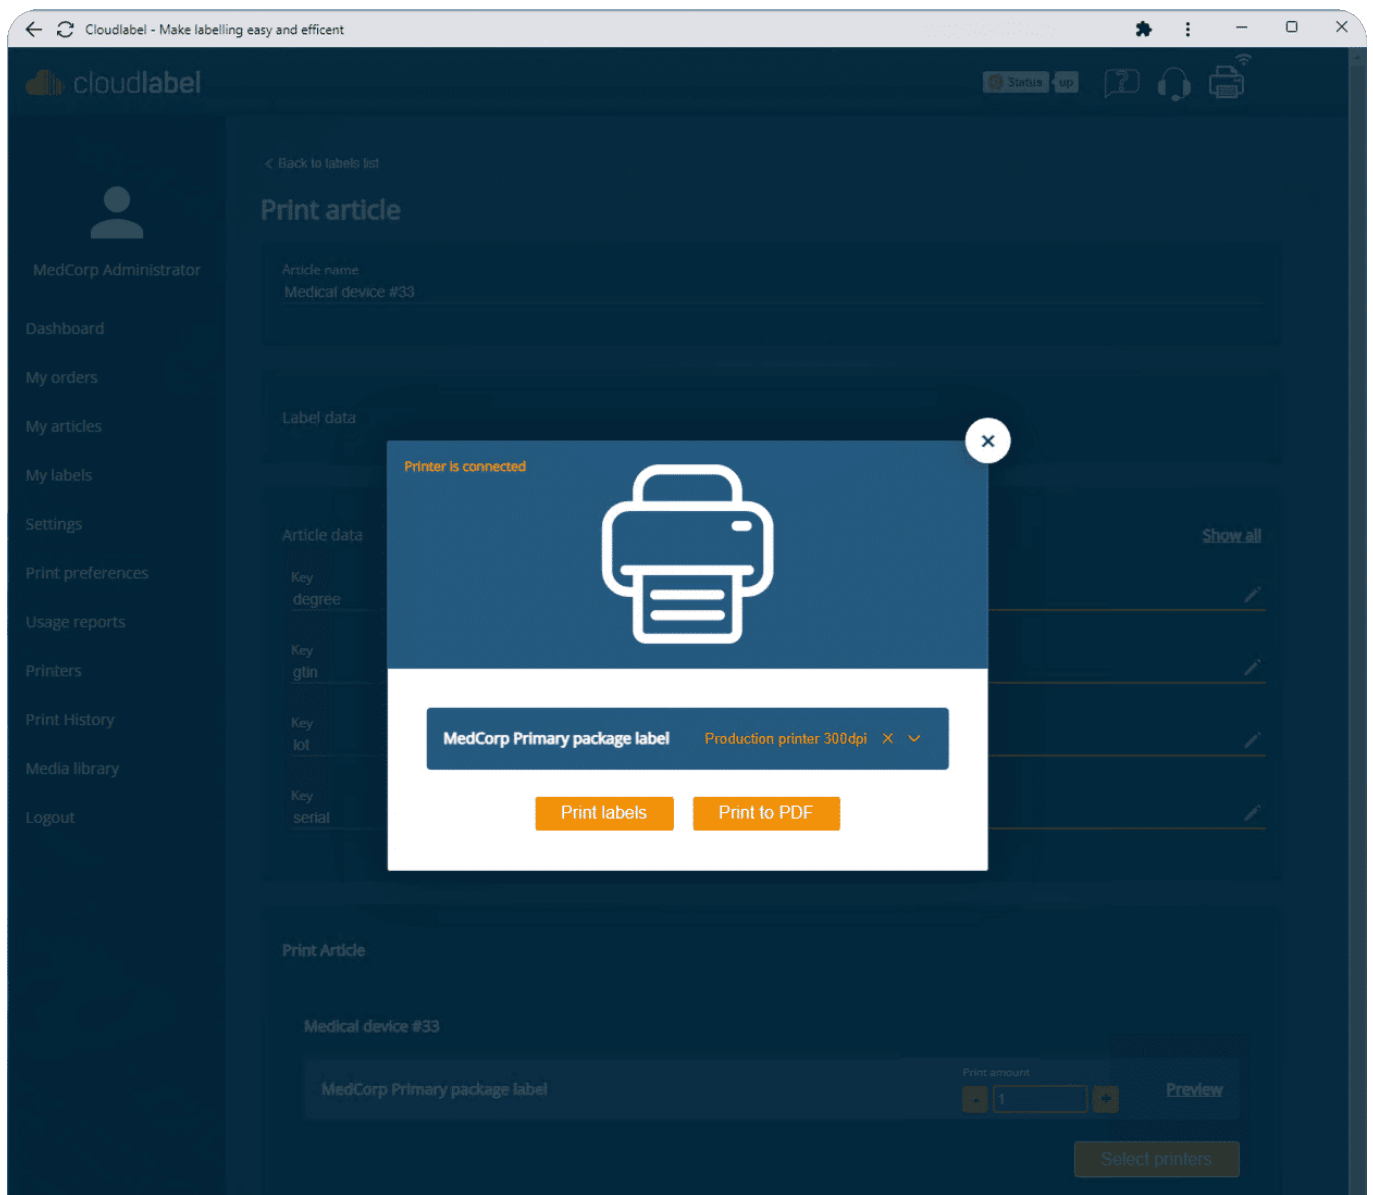 Cloudlabel - Make labelling easy and efficent
cloudlabel
Status up
?
< Back to labels list
Print article
MedCorp Administrator
Article name
Medical device #33
Dashboard
My orders
My articles
My labels
Settings
Print preferences
Usage reports
Printers
Print History
Media library
Logout
Label data
Printer is connected
Article data
Show all
Key
degree
Key
gtin
Key
lot
Key
serial
MedCorp Primary package label Production printer 300dpi
Print labels Print to PDF
Print Article
Medical device #33
MedCorp Primary package label
Print amount
- 1 +
Preview
Select printers